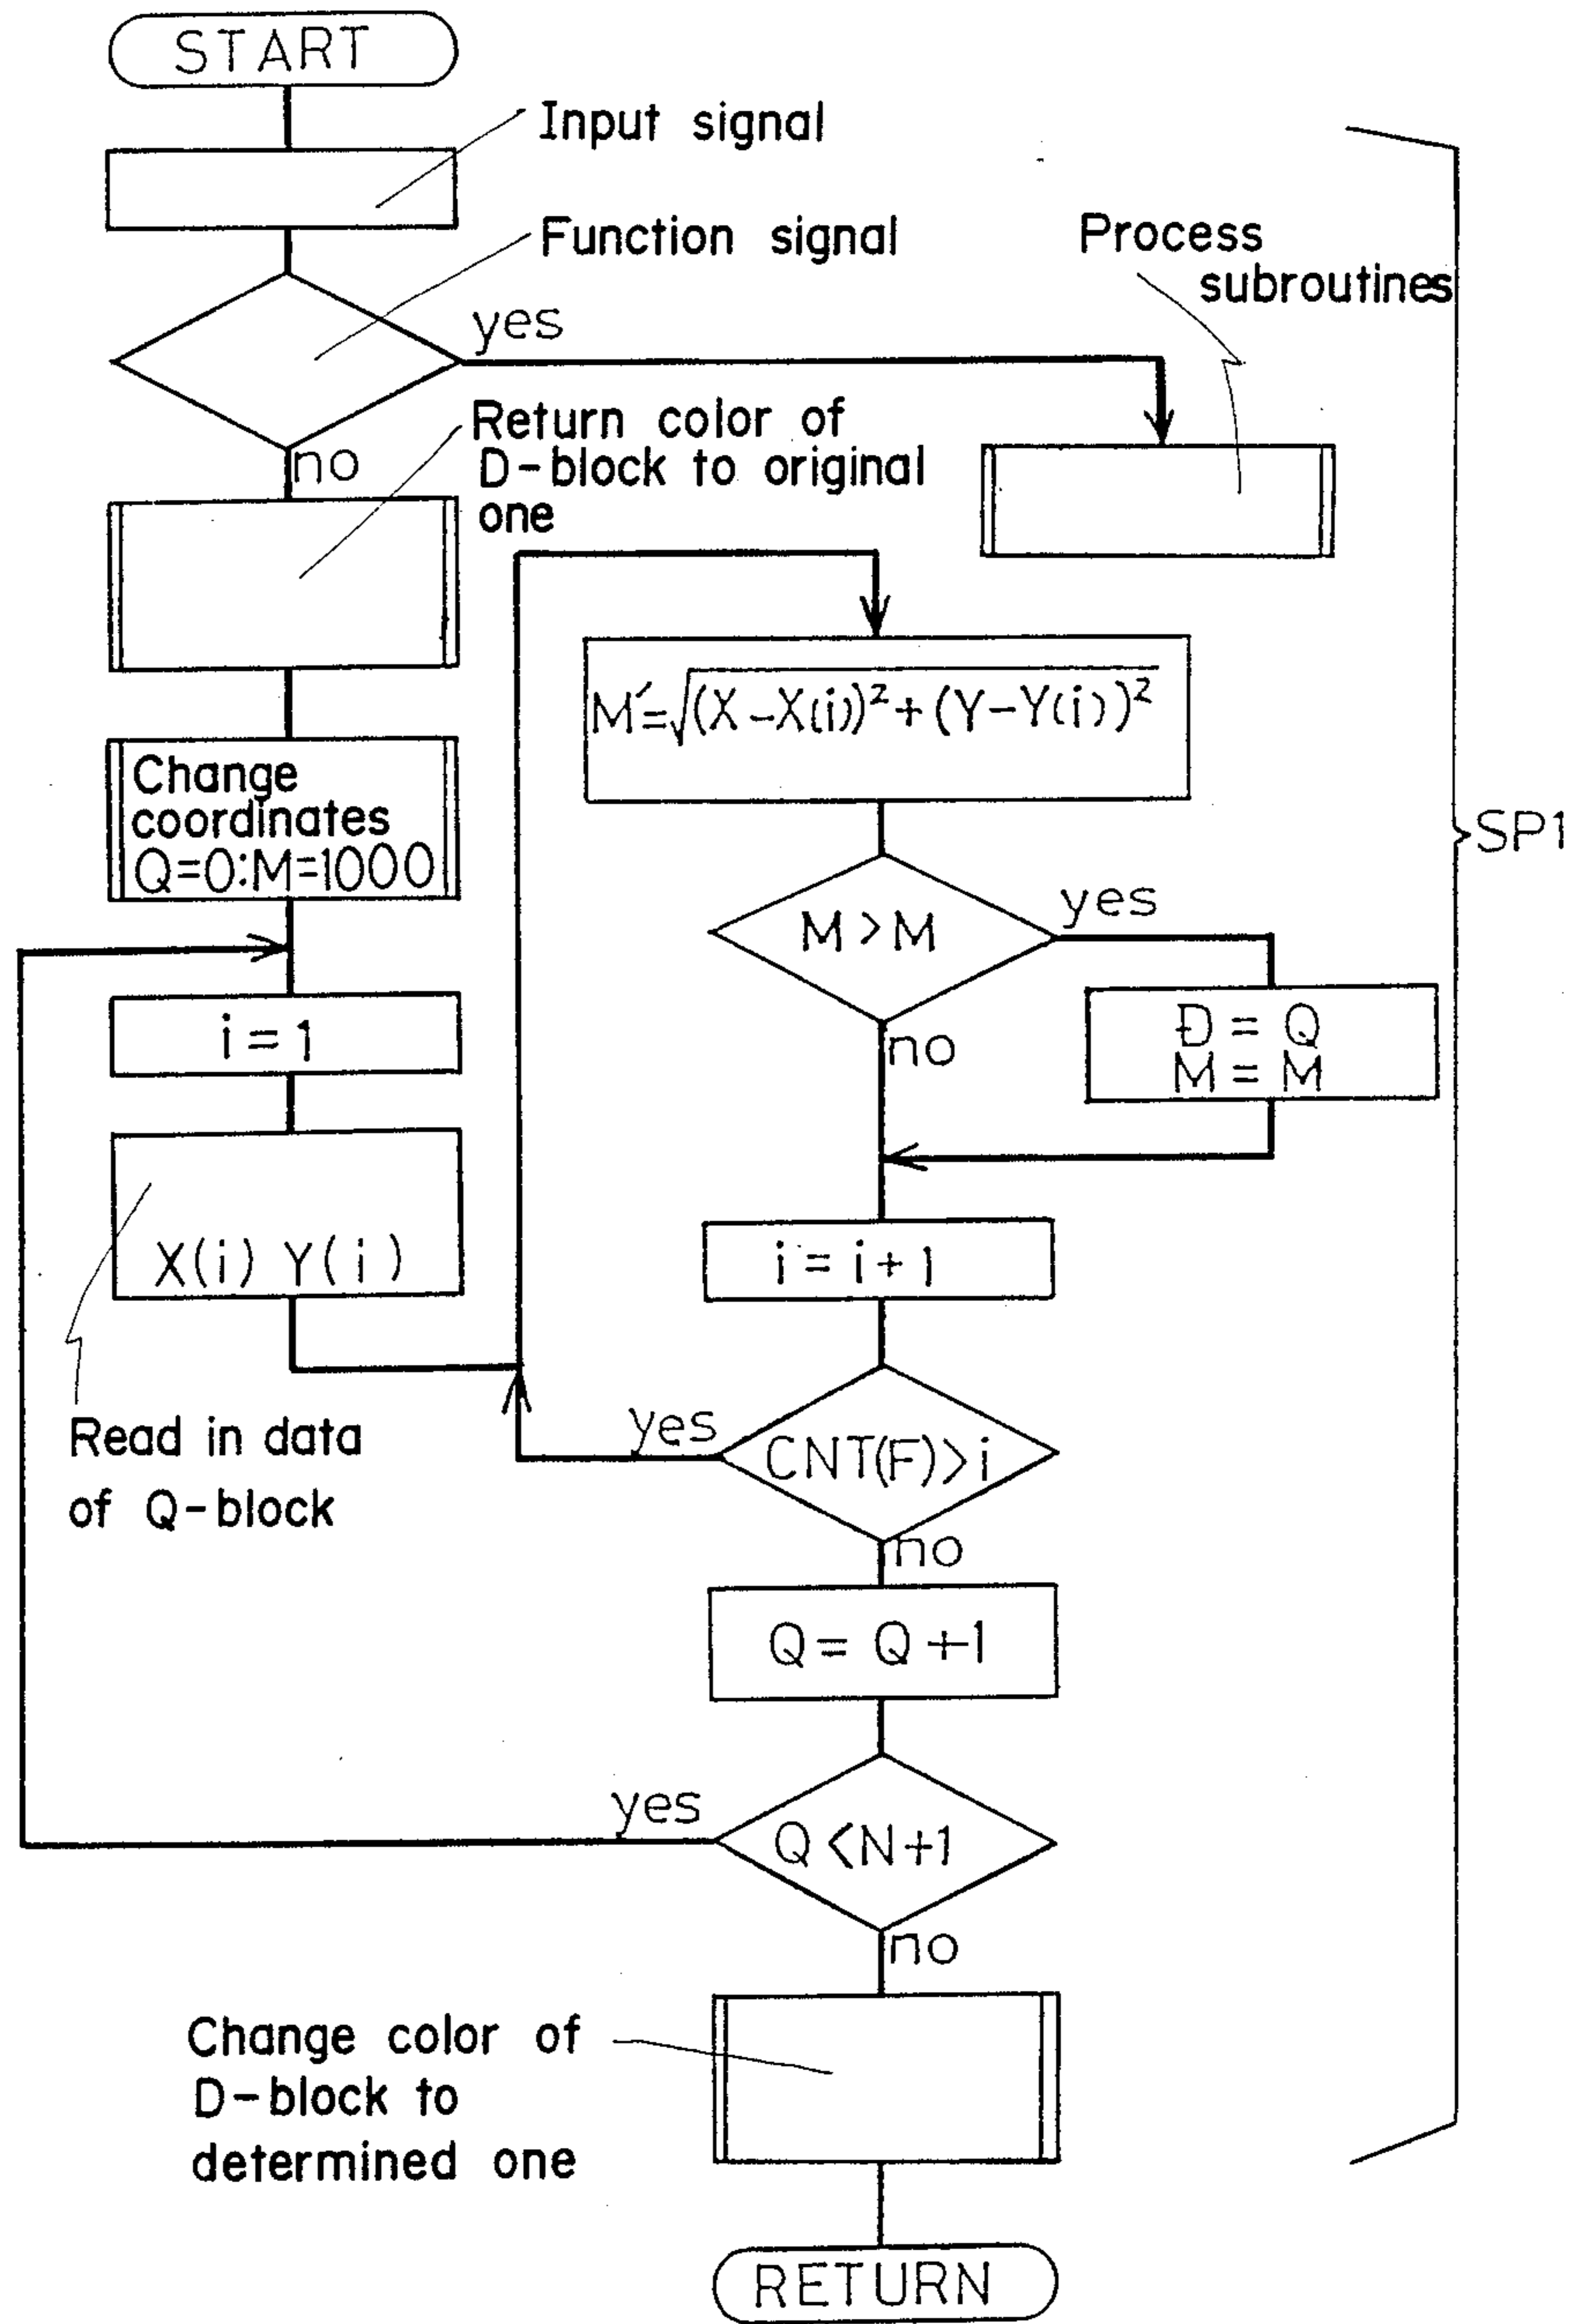 START
Input signal
Function signal
yes
Process
subroutines
no
Return color of
D-block to original
one
Change
coordinates
Q=0:M=1000
i = 1
X(i) Y(i)
Read in data
of Q-block
M'=√(X-X(i))²+(Y-Y(i))²
M > M
yes
no
D = Q
M = M
i = i + 1
CNT(F)>i
yes
no
Q = Q +1
Q <N+1
yes
no
Change color of
D-block to
determined one
RETURN
SP1